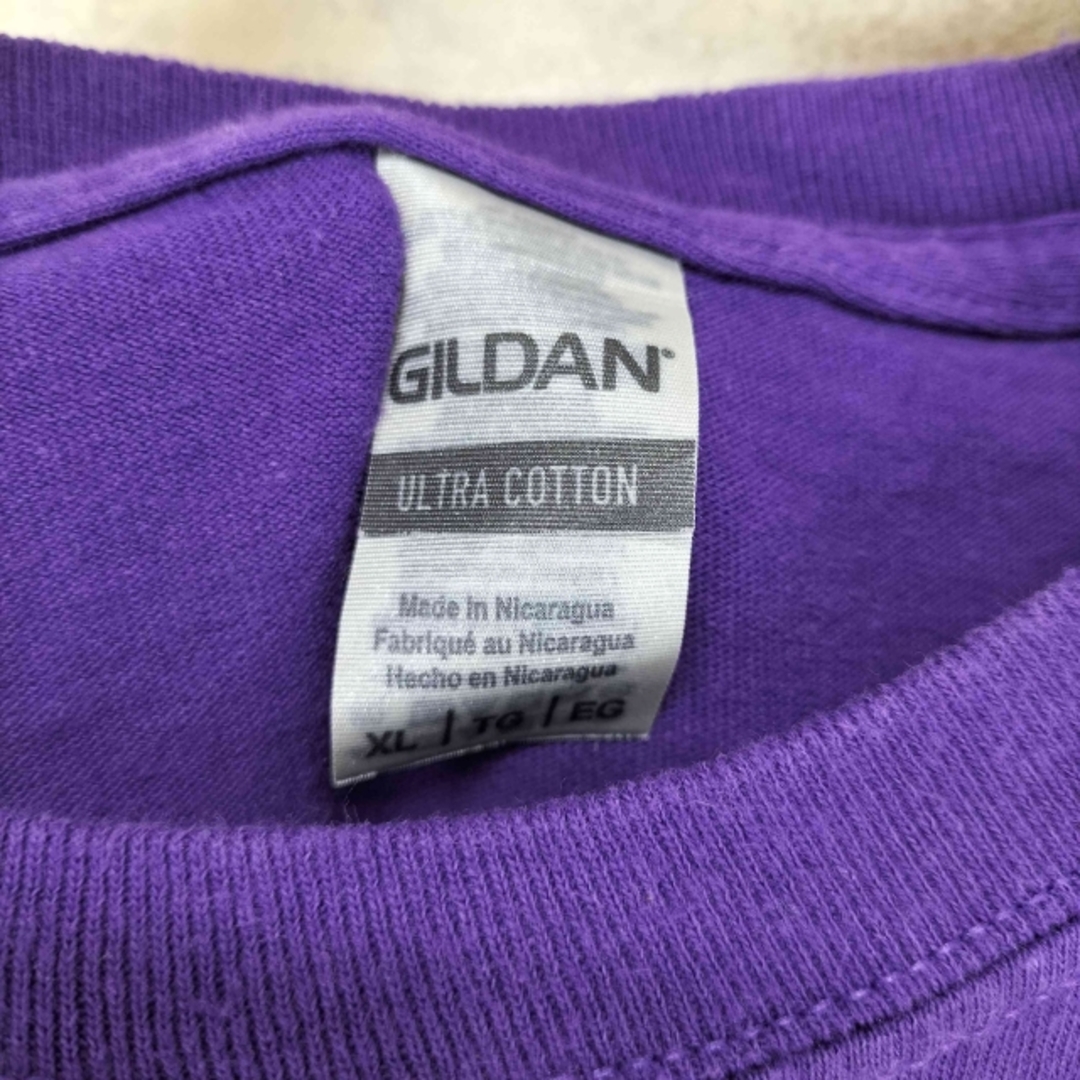 GILDAN
ULTRA COTTON
Made in Nicaragua
Fabriqué au Nicaragua
Hecho en Nicaragua
XL | TG | EG